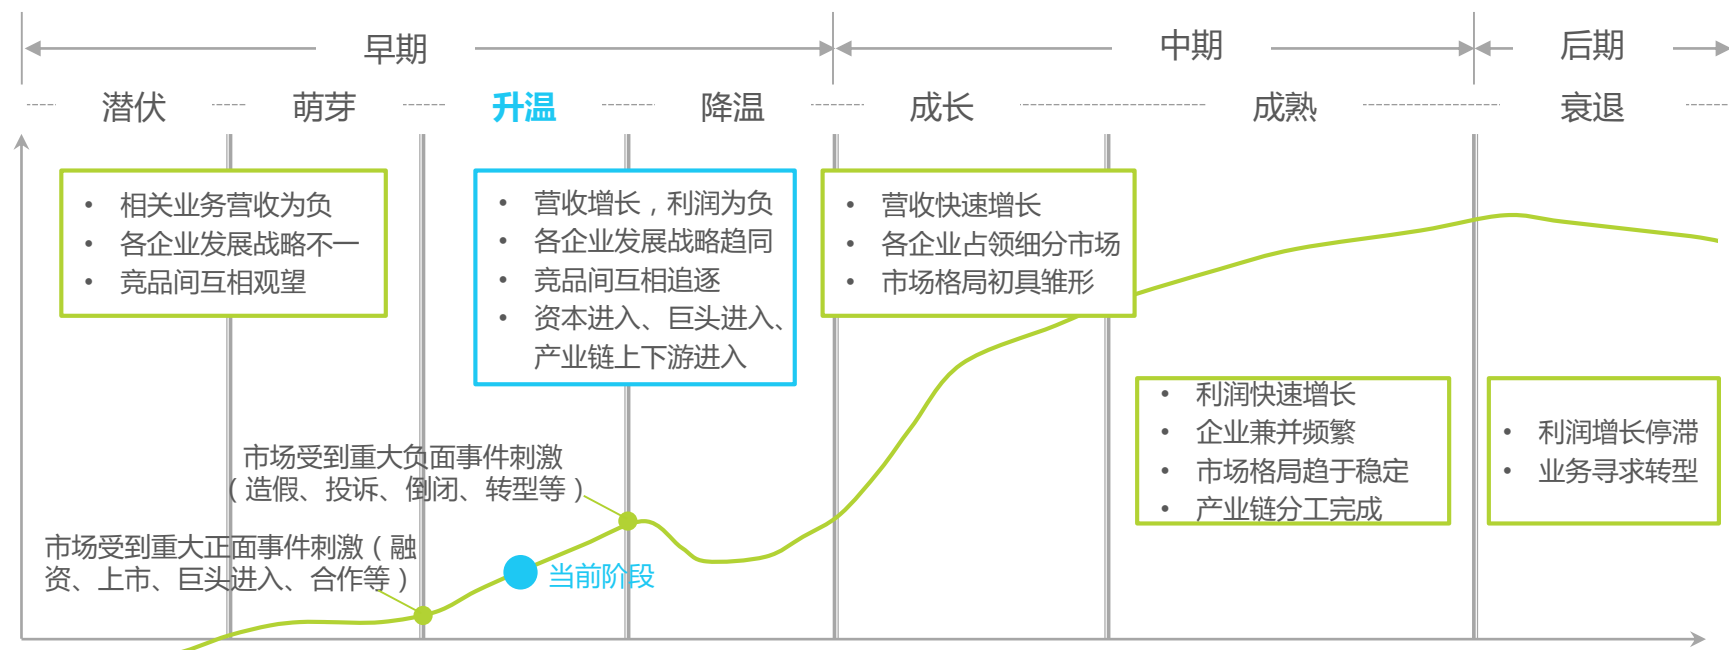 早期
中期
后期
潜伏
萌芽
升温
降温
成长
成熟
衰退
• 相关业务营收为负
• 各企业发展战略不一
• 竞品间互相观望
• 营收增长，利润为负
• 各企业发展战略趋同
• 竞品间互相追逐
• 资本进入、巨头进入、
产业链上下游进入
• 营收快速增长
• 各企业占领细分市场
• 市场格局初具雏形
• 利润快速增长
• 企业兼并频繁
• 市场格局趋于稳定
• 产业链分工完成
• 利润增长停滞
• 业务寻求转型
市场受到重大负面事件刺激
（造假、投诉、倒闭、转型等）
市场受到重大正面事件刺激（融
资、上市、巨头进入、合作等）
当前阶段